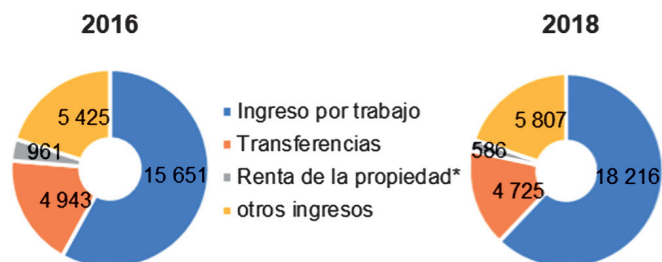 2016
2018
5 425
961
4 943
15 651
Ingreso por trabajo
Transferencias
Renta de la propiedad*
otros ingresos
5 807
586
4 725
18 216